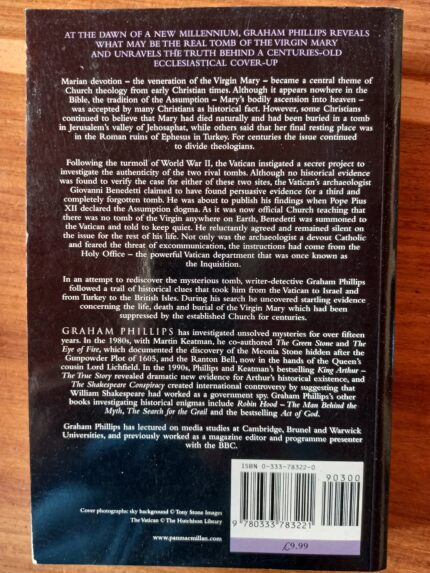 AT THE DAWN OF A NEW MILLENNIUM, GRAHAM PHILLIPS REVEALS
WHAT MAY BE THE REAL TOMB OF THE VIRGIN MARY
AND UNRAVELS THE TRUTH BEHIND A CENTURIES-OLD
ECCLESIASTICAL COVER-UP
Marian devotion – the veneration of the Virgin Mary – became a central theme of
Church theology from early Christian times. Although it appears nowhere in the
Bible, the tradition of the Assumption – Mary's bodily ascension into heaven –
was accepted by many Christians as historical fact. However, some Christians
continued to believe that Mary had died naturally and had been buried in a tomb
in Jerusalem's valley of Jehosaphat, while others said that her final resting place was
in the Roman ruins of Ephesus in Turkey. For centuries the issue continued
to divide theologians.
Following the turmoil of World War II, the Vatican instigated a secret project to
investigate the authenticity of the two rival tombs. Although no historical evidence
was found to verify the case for either of these two sites, the Vatican's archaeologist
Giovanni Benedetti claimed to have found persuasive evidence for a third and
completely forgotten tomb. He was about to publish his findings when Pope Pius
XII declared the Assumption dogma. As it was now official Church teaching that
there was no tomb of the Virgin anywhere on Earth, Benedetti was summoned to
the Vatican and told to keep quiet. He reluctantly agreed and remained silent on
the issue for the rest of his life. Not only was the archaeologist a devout Catholic
and feared the threat of excommunication, the instructions had come from the
Holy Office – the powerful Vatican department that was once known as
the Inquisition.
In an attempt to rediscover the mysterious tomb, writer-detective Graham Phillips
followed a trail of historical clues that took him from the Vatican to Israel and
from Turkey to the British Isles. During his search he uncovered startling evidence
concerning the life, death and burial of the Virgin Mary which had been
suppressed by the established Church for centuries.
GRAHAM PHILLIPS has investigated unsolved mysteries for over fifteen
years. In the 1980s, with Martin Keatman, he co-authored The Green Stone and The
Eye of Fire, which documented the discovery of the Meonia Stone hidden after the
Gunpowder Plot of 1605, and the Ranton Bell, now in the hands of the Queen's
cousin Lord Lichfield. In the 1990s, Phillips and Keatman's bestselling King Arthur –
The True Story revealed dramatic new evidence for Arthur's historical existence, and
The Shakespeare Conspiracy created international controversy by suggesting that
William Shakespeare had worked as a government spy. Graham Phillips's other
books investigating historical enigmas include Robin Hood – The Man Behind the
Myth, The Search for the Grail and the bestselling Act of God.
Graham Phillips has lectured on media studies at Cambridge, Brunel and Warwick
Universities, and previously worked as a magazine editor and programme presenter
with the BBC.
ISBN 0-333-78322-0
90300
9 780333 783221
£9.99
Cover photographs: sky background © Tony Stone Images
The Vatican © The Hutchison Library
www.panmacmillan.com